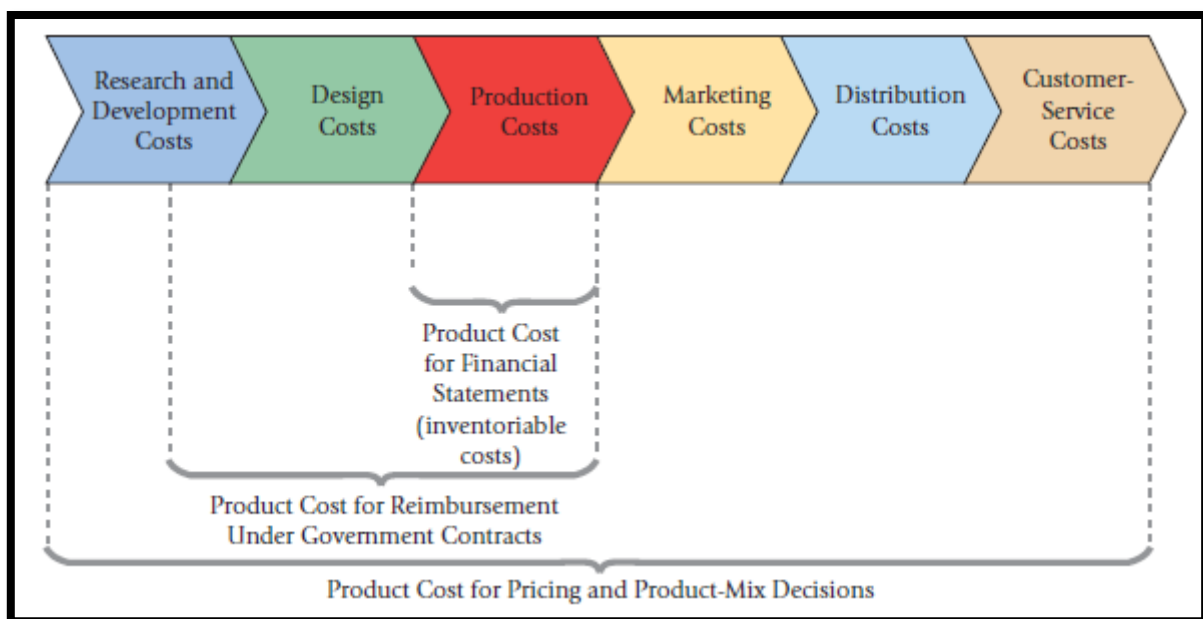 Research and
Development
Costs
Design
Costs
Production
Costs
Marketing
Costs
Distribution
Costs
Customer-
Service
Costs
Product Cost
for Financial
Statements
(inventoriable
costs)
Product Cost for Reimbursement
Under Government Contracts
Product Cost for Pricing and Product-Mix Decisions